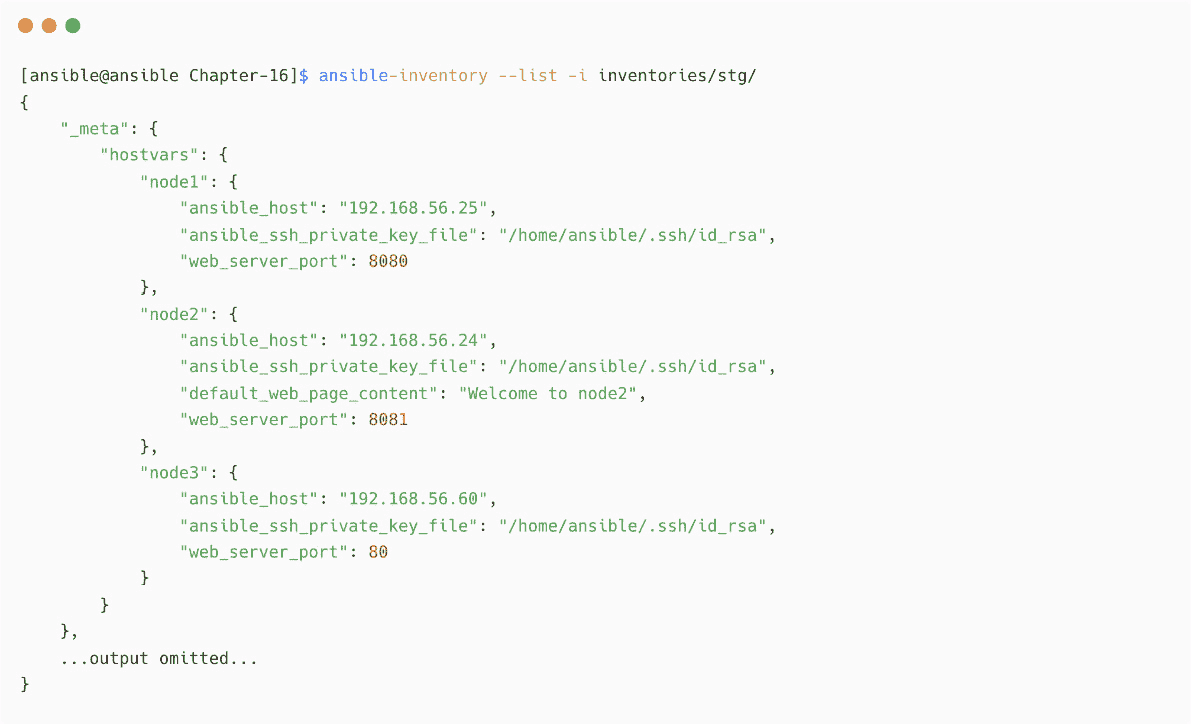 [ansible@ansible Chapter-16]$ ansible-inventory --list -i inventories/stg/
{
    "_meta": {
        "hostvars": {
            "node1": {
                "ansible_host": "192.168.56.25",
                "ansible_ssh_private_key_file": "/home/ansible/.ssh/id_rsa",
                "web_server_port": 8080
            },
            "node2": {
                "ansible_host": "192.168.56.24",
                "ansible_ssh_private_key_file": "/home/ansible/.ssh/id_rsa",
                "default_web_page_content": "Welcome to node2",
                "web_server_port": 8081
            },
            "node3": {
                "ansible_host": "192.168.56.60",
                "ansible_ssh_private_key_file": "/home/ansible/.ssh/id_rsa",
                "web_server_port": 80
            }
        }
    },
    ...output omitted...
}